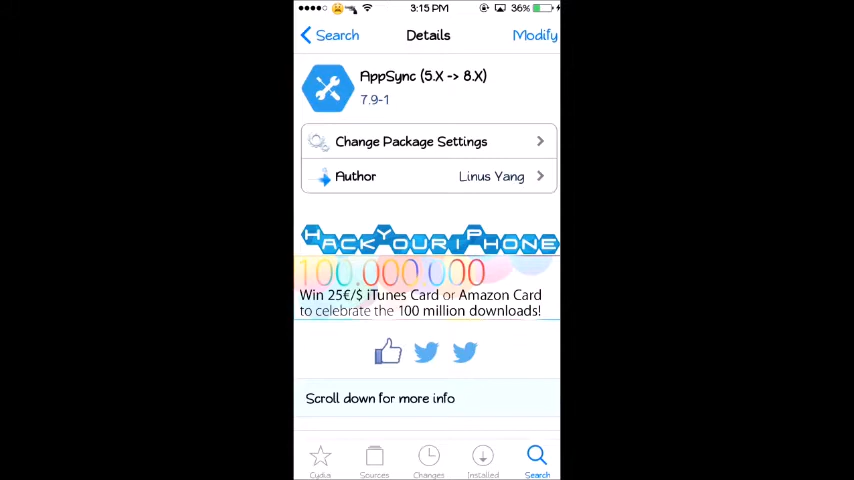 3:15 PM 36%
Search Details Modify
AppSync (5.X -> 8.X)
7.9-1
Change Package Settings
Author Linus Yang
HACKYOURIPHONE
100.000.000
Win 25€/$ iTunes Card or Amazon Card
to celebrate the 100 million downloads!
Scroll down for more info
Cydia Sources Changes Installed Search